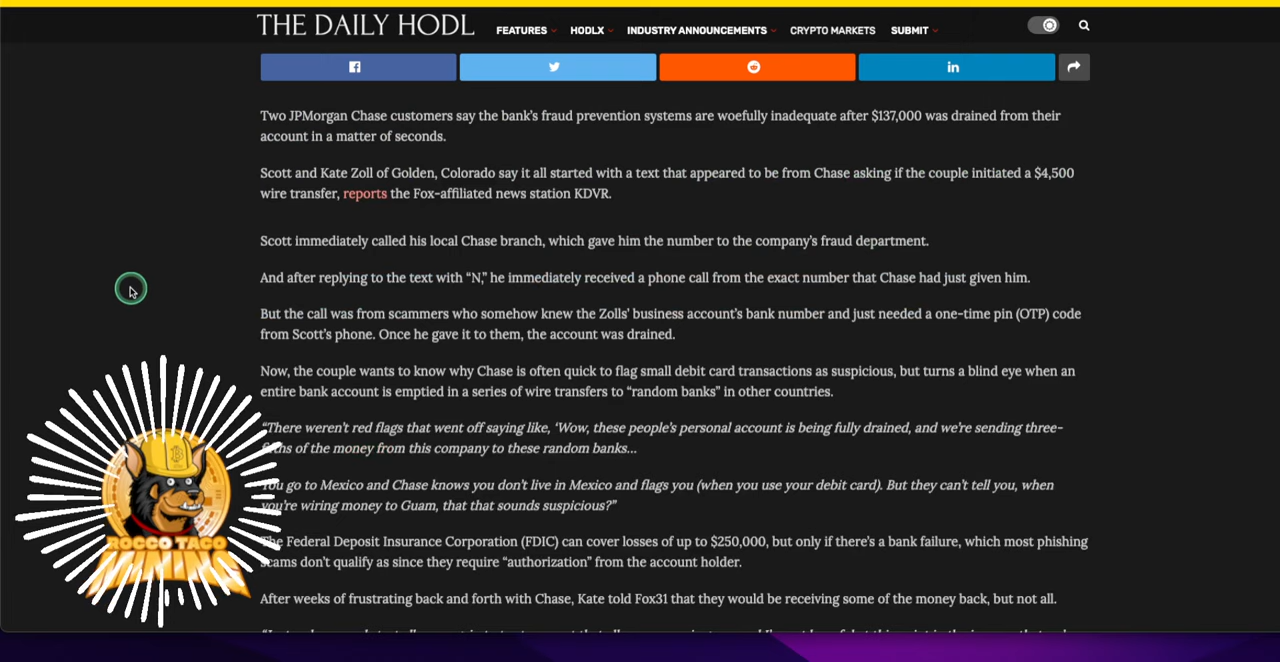 THE DAILY HODL
FEATURES HODLX INDUSTRY ANNOUNCEMENTS CRYPTO MARKETS SUBMIT
Two JPMorgan Chase customers say the bank’s fraud prevention systems are woefully inadequate after $137,000 was drained from their
account in a matter of seconds.
Scott and Kate Zoll of Golden, Colorado say it all started with a text that appeared to be from Chase asking if the couple initiated a $4,500
wire transfer, reports the Fox-affiliated news station KDVR.
Scott immediately called his local Chase branch, which gave him the number to the company’s fraud department.
And after replying to the text with “N,” he immediately received a phone call from the exact number that Chase had just given him.
But the call was from scammers who somehow knew the Zolls’ business account’s bank number and just needed a one-time pin (OTP) code
from Scott’s phone. Once he gave it to them, the account was drained.
Now, the couple wants to know why Chase is often quick to flag small debit card transactions as suspicious, but turns a blind eye when an
entire bank account is emptied in a series of wire transfers to “random banks” in other countries.
“There weren’t red flags that went off saying like, ‘Wow, these people’s personal account is being fully drained, and we’re sending three-
of the money from this company to these random banks…
You go to Mexico and Chase knows you don’t live in Mexico and flags you (when you use your debit card). But they can’t tell you, when
you’re wiring money to Guam, that that sounds suspicious?”
The Federal Deposit Insurance Corporation (FDIC) can cover losses of up to $250,000, but only if there’s a bank failure, which most phishing
scams don’t qualify as since they require “authorization” from the account holder.
After weeks of frustrating back and forth with Chase, Kate told Fox31 that they would be receiving some of the money back, but not all.
ROCCO TACO